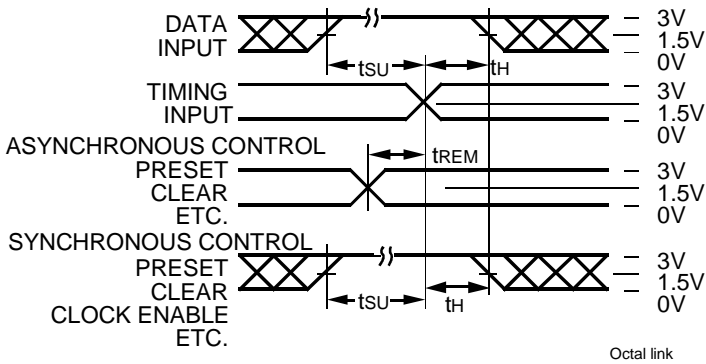 DATA
INPUT
3V
1.5V
0V
tSU
tH
TIMING
INPUT
3V
1.5V
0V
ASYNCHRONOUS CONTROL
tREM
PRESET
CLEAR
ETC.
3V
1.5V
0V
SYNCHRONOUS CONTROL
PRESET
CLEAR
CLOCK ENABLE
ETC.
3V
1.5V
0V
tSU
tH
Octal link